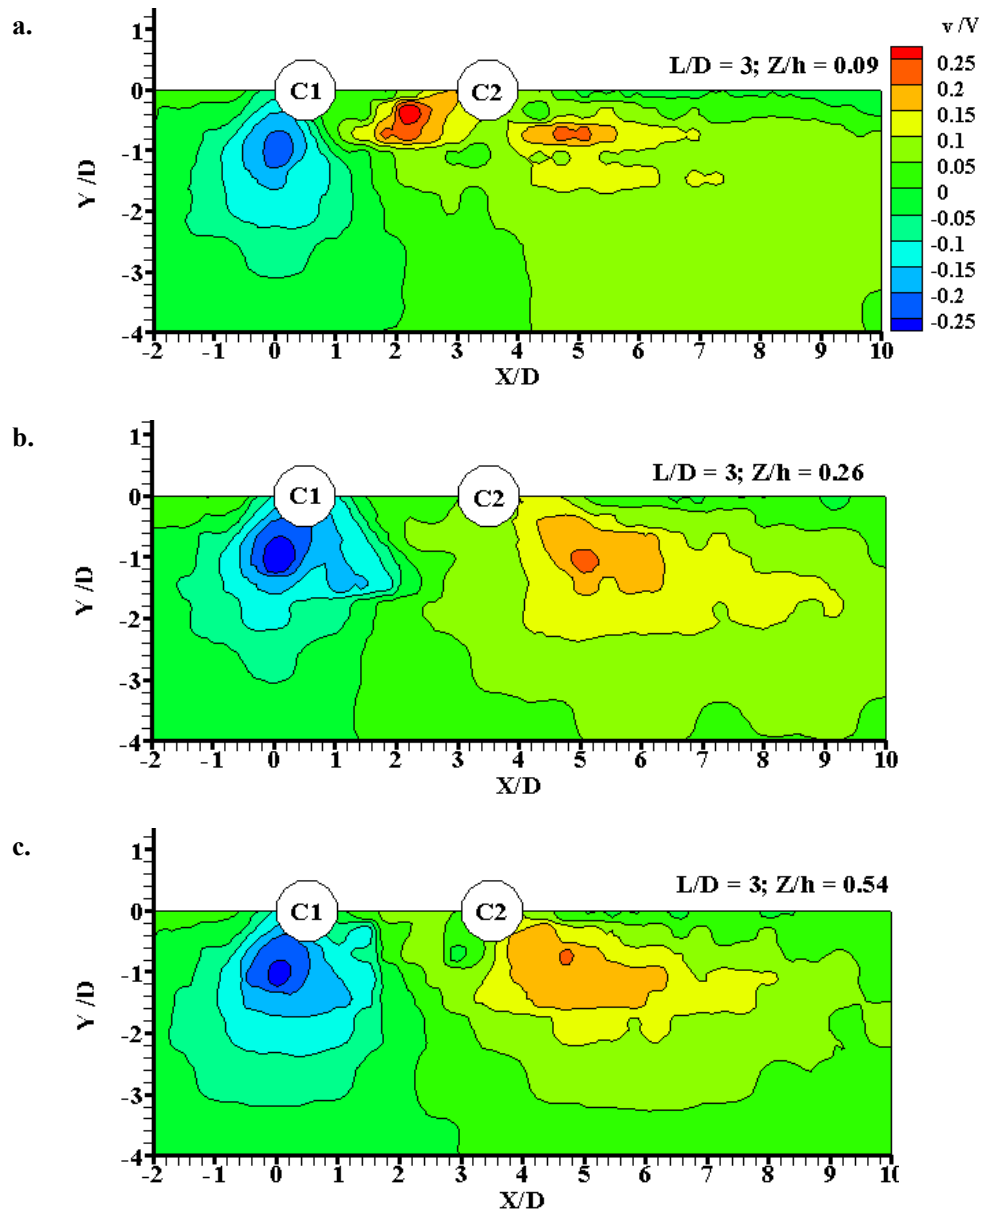 a.
v /V
L/D = 3; Z/h = 0.09
C1
C2
1
0
-1
-2
-3
-4
Y /D
-2 -1 0 1 2 3 4 5 6 7 8 9 10
X/D
0.25
0.2
0.15
0.1
0.05
0
-0.05
-0.1
-0.15
-0.2
-0.25
b.
L/D = 3; Z/h = 0.26
C1
C2
1
0
-1
-2
-3
-4
Y /D
-2 -1 0 1 2 3 4 5 6 7 8 9 10
X/D
c.
L/D = 3; Z/h = 0.54
C1
C2
1
0
-1
-2
-3
-4
Y /D
-2 -1 0 1 2 3 4 5 6 7 8 9 10
X/D